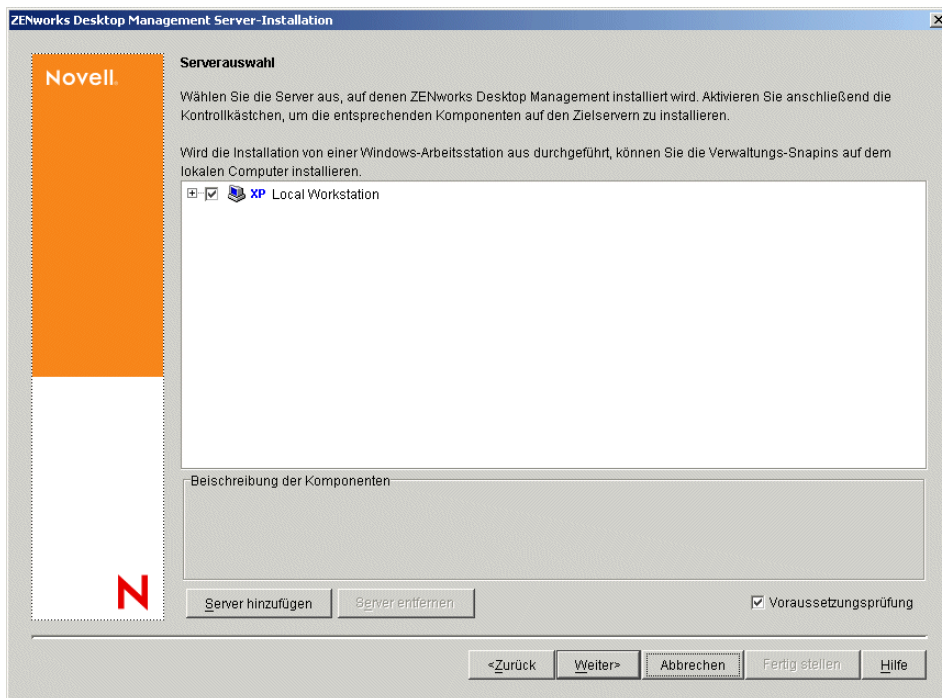 ZENworks Desktop Management Server-Installation
Novell.
Serverauswahl
Wählen Sie die Server aus, auf denen ZENworks Desktop Management installiert wird. Aktivieren Sie anschließend die
Kontrollkästchen, um die entsprechenden Komponenten auf den Zielservern zu installieren.
Wird die Installation von einer Windows-Arbeitsstation aus durchgeführt, können Sie die Verwaltungs-Snapins auf dem
lokalen Computer installieren.
XP Local Workstation
Beischreibung der Komponenten
N
Server hinzufügen
Server entfernen
Voraussetzungsprüfung
<Zurück
Weiter>
Abbrechen
Fertig stellen
Hilfe